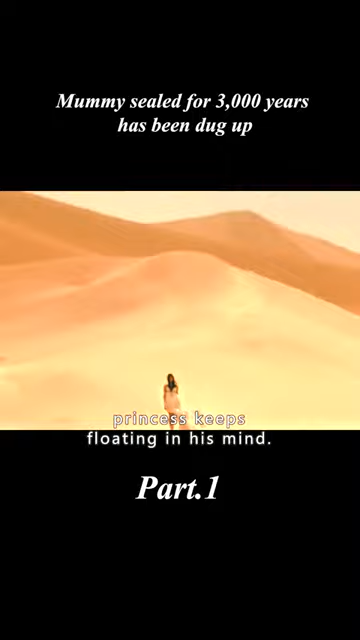 Mummy sealed for 3,000 years
has been dug up
princess keeps
floating in his mind.
Part.1